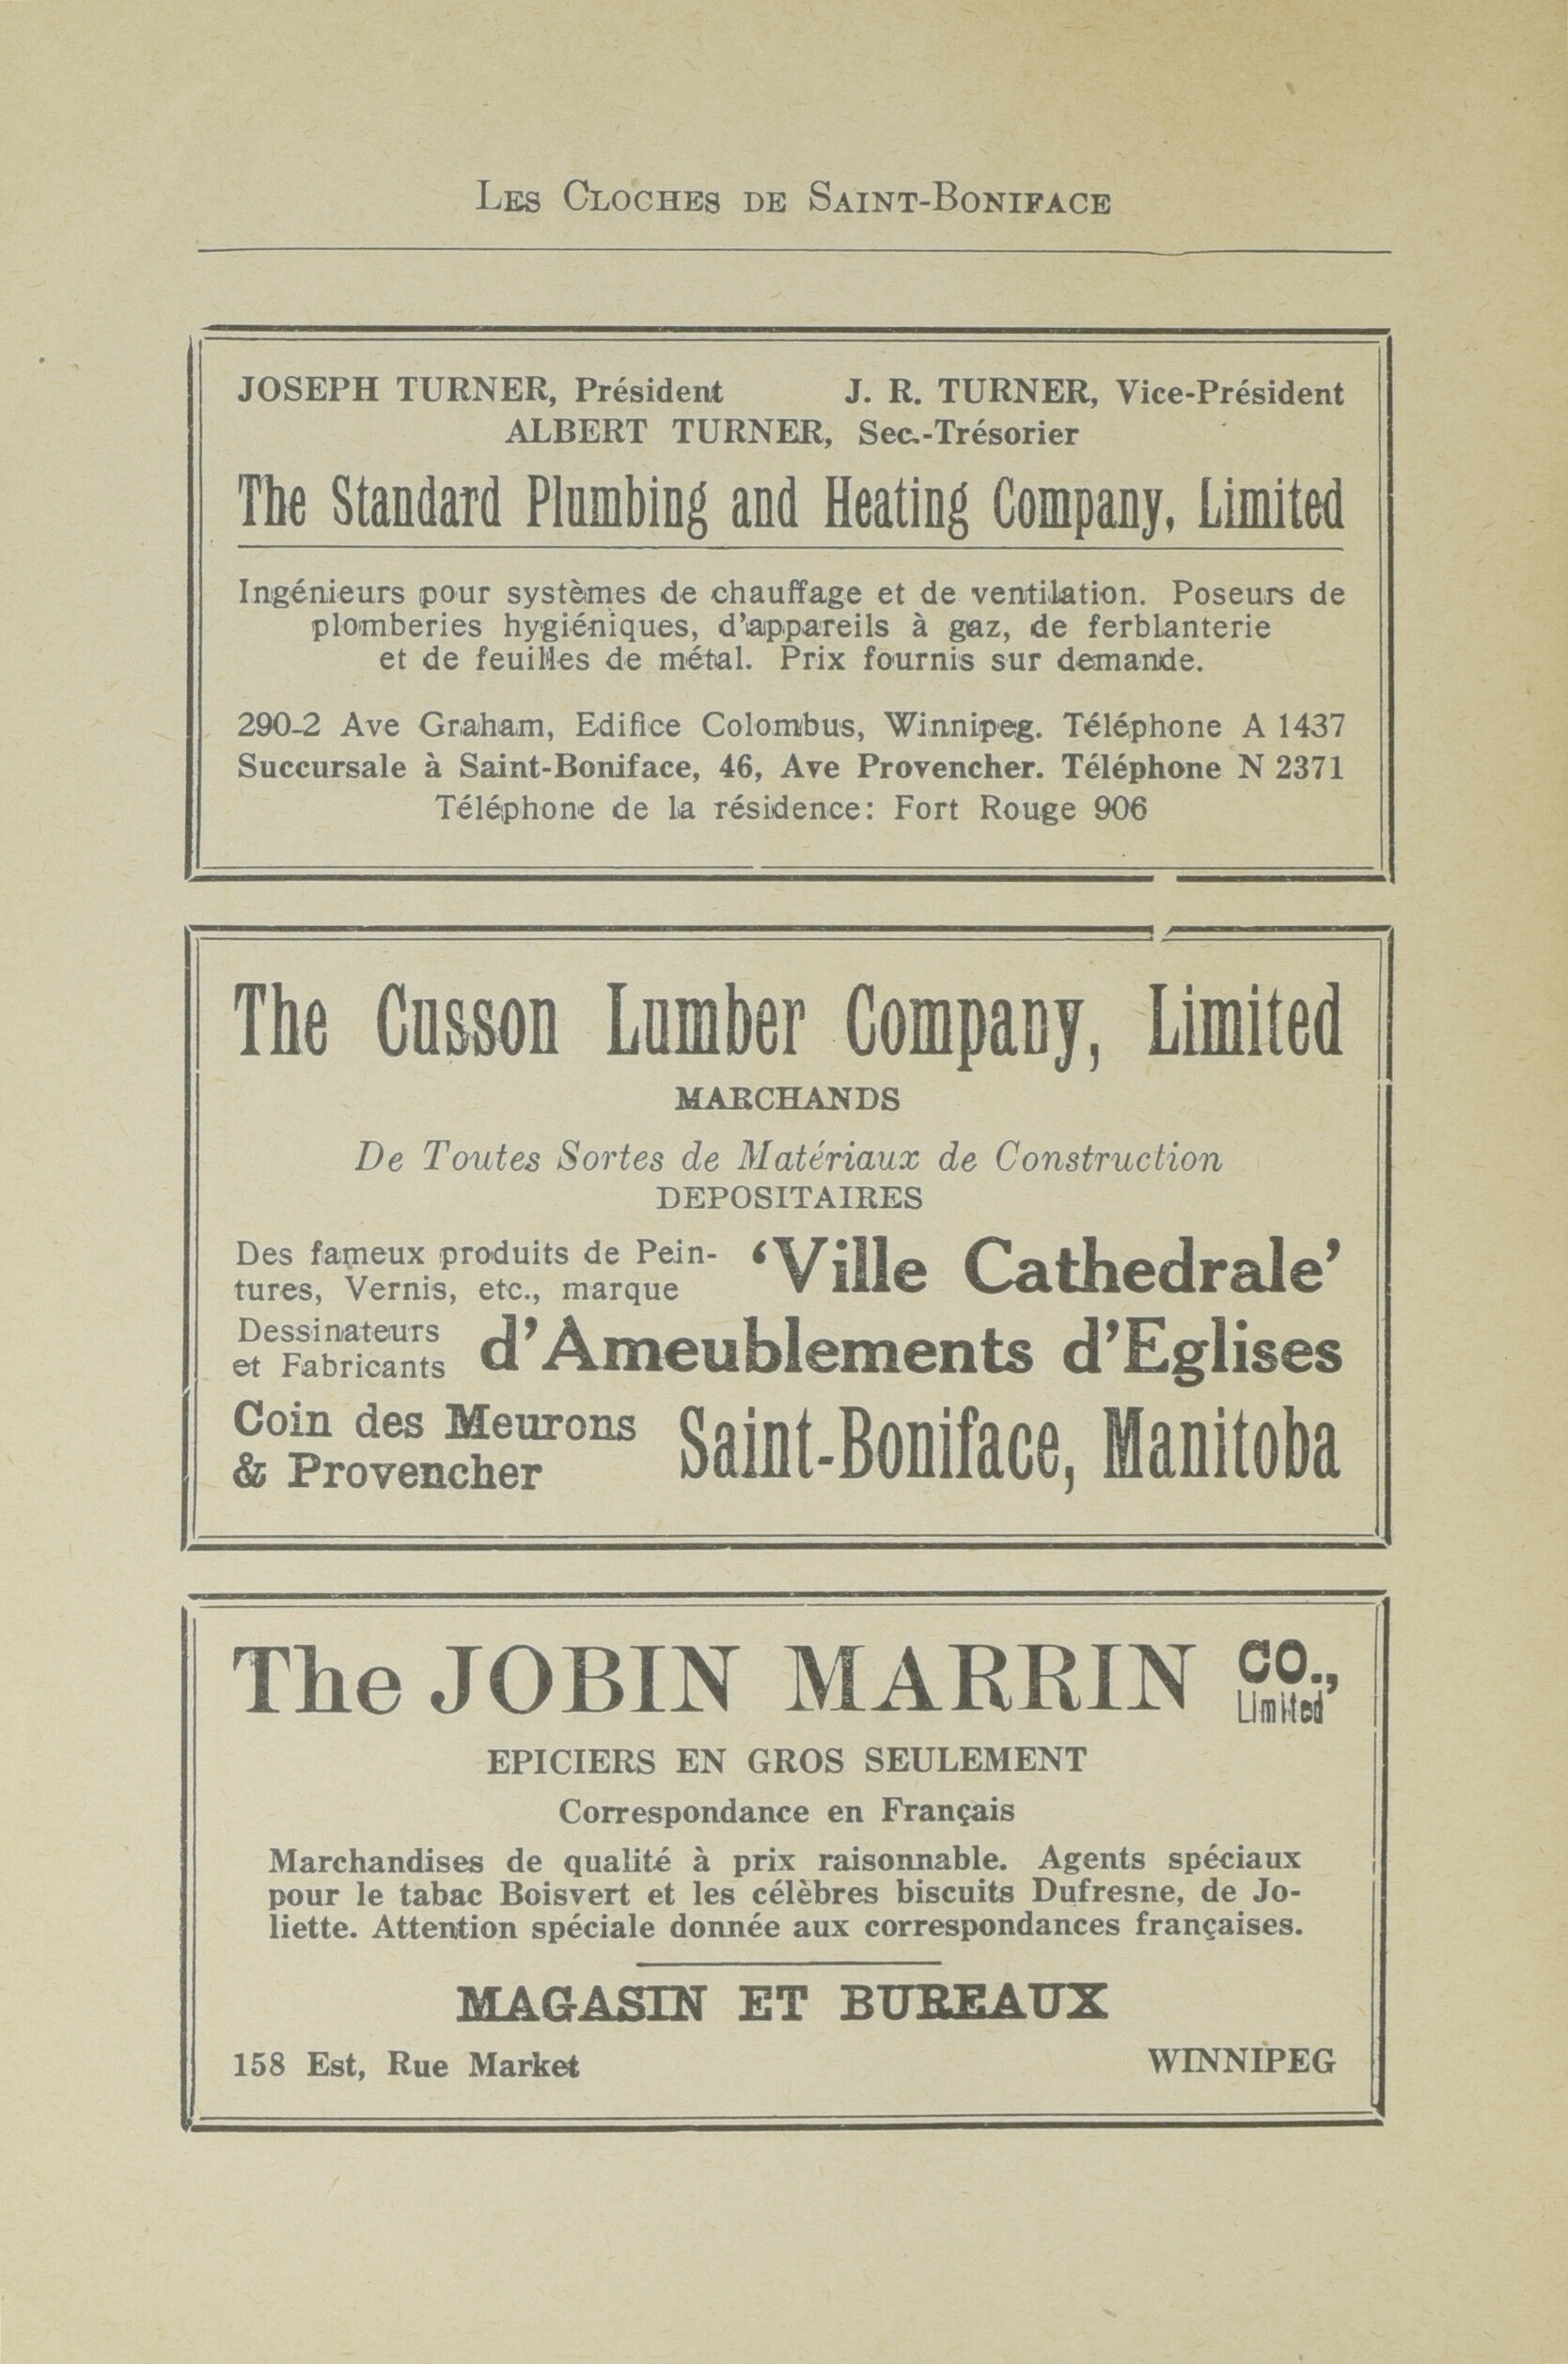 Les Cloches de Saint-Boniface
JOSEPH TURNER, Président J. R. TURNER, Vice-Président
ALBERT TURNER, Sec.-Trésorier
The Standard Plumbing and Heating Company, Limited
Ingénieurs pour systèmes de chauffage et de ventilation. Poseurs de
plomberies hygiéniques, d'appareils à gaz, de ferblanterie
et de feuilles de métal. Prix fournis sur demande.
290-2 Ave Graham, Edifice Colombus, Winnipeg. Téléphone A 1437
Succursale à Saint-Boniface, 46, Ave Provencher. Téléphone N 2371
Téléphone de la résidence: Fort Rouge 906
The Cusson Lumber Company, Limited
MARCHANDS
De Toutes Sortes de Matériaux de Construction
DEPOSITAIRES
Des fameux produits de Pein-
tures, Vernis, etc., marque
'Ville Cathedrale'
Dessinateurs
et Fabricants
d'Ameublements d'Eglises
Coin des Meurons
& Provencher
Saint-Boniface, Manitoba
The JOBIN MARRIN CO.,
Limited
EPICIERS EN GROS SEULEMENT
Correspondance en Français
Marchandises de qualité à prix raisonnable. Agents spéciaux
pour le tabac Boisvert et les célèbres biscuits Dufresne, de Jo-
liette. Attention spéciale donnée aux correspondances françaises.
MAGASIN ET BUREAUX
158 Est, Rue Market WINNIPEG